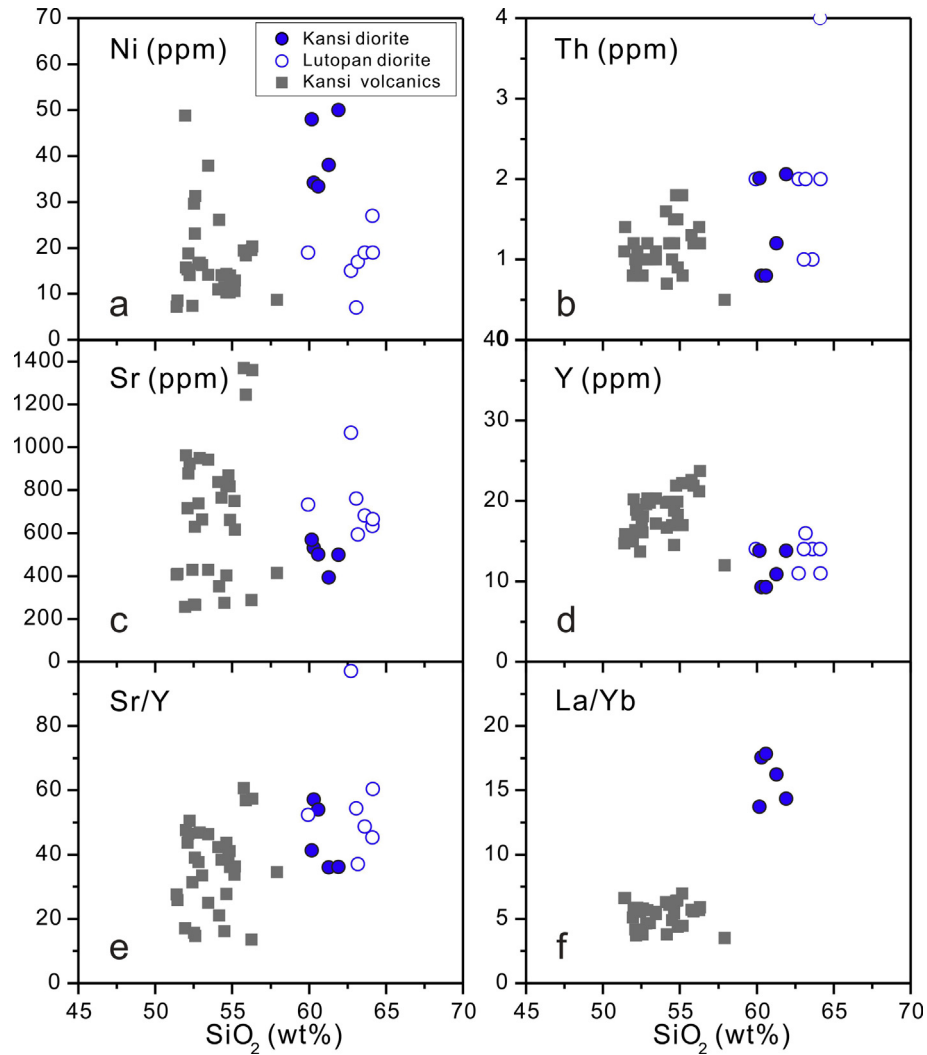 Ni (ppm)
Kansi diorite
Lutopan diorite
Kansi volcanics
70
60
50
40
30
20
10
0
a
Th (ppm)
4
3
2
1
0
b
Sr (ppm)
1400
1200
1000
800
600
400
200
0
c
Y (ppm)
40
30
20
10
0
d
Sr/Y
80
60
40
20
0
e
45 50 55 60 65 70
SiO2 (wt%)
La/Yb
20
15
10
5
0
f
45 50 55 60 65 70
SiO2 (wt%)